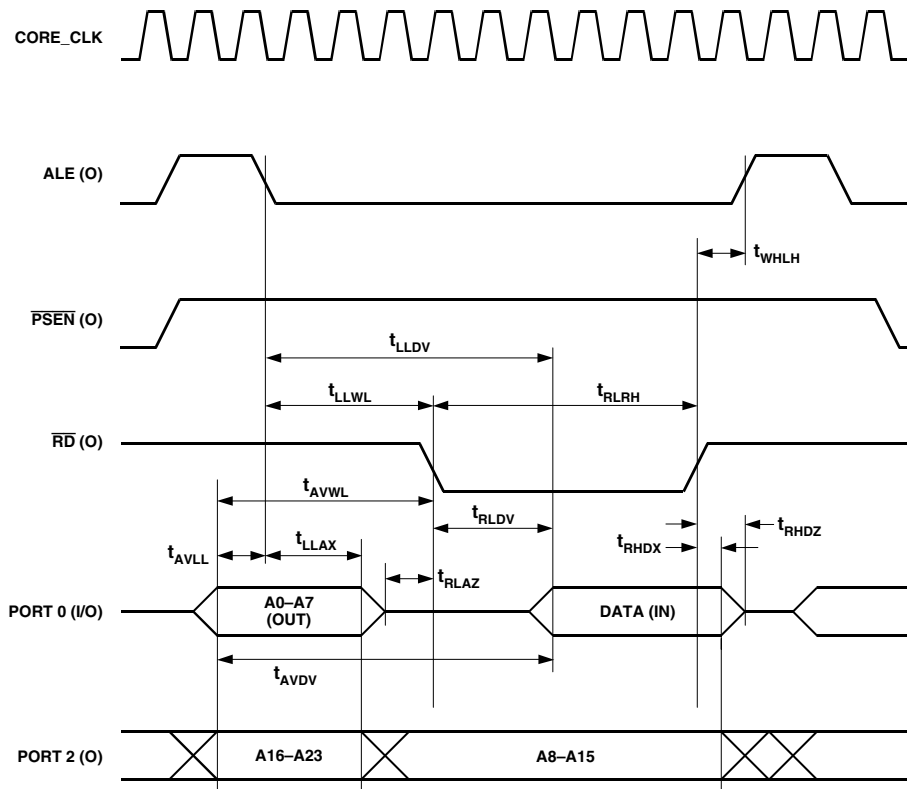 CORE_CLK
ALE (O)
tWHLH
PSEN (O)
tLLDV
tLLWL
tRLRH
RD (O)
tAVWL
tRLDV
tRHDZ
tLLAX
tRHDX
tAVLL
tRLAZ
PORT 0 (I/O)
A0–A7
(OUT)
DATA (IN)
tAVDV
PORT 2 (O)
A16–A23
A8–A15